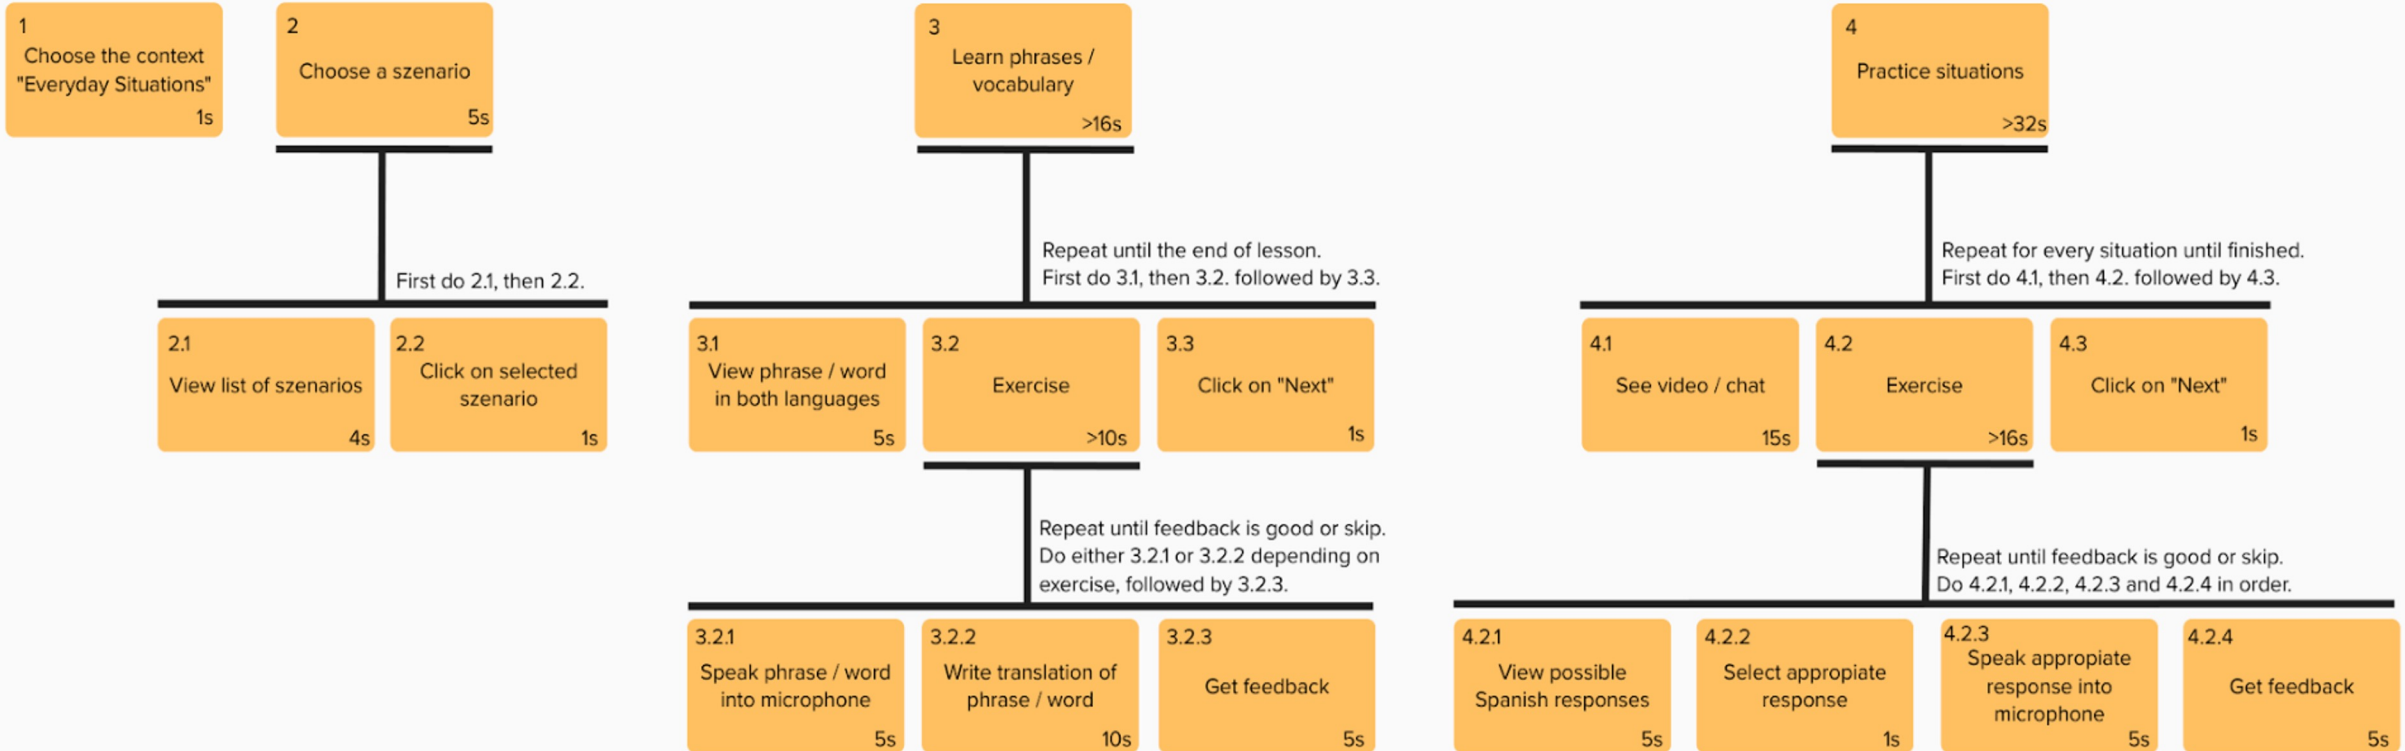 1
Choose the context
"Everyday Situations"
1s
2
Choose a szenario
5s
3
Learn phrases /
vocabulary
>16s
4
Practice situations
>32s
First do 2.1, then 2.2.
Repeat until the end of lesson.
First do 3.1, then 3.2. followed by 3.3.
Repeat for every situation until finished.
First do 4.1, then 4.2. followed by 4.3.
2.1
View list of szenarios
4s
2.2
Click on selected
szenario
1s
3.1
View phrase / word
in both languages
5s
3.2
Exercise
>10s
3.3
Click on "Next"
1s
4.1
See video / chat
15s
4.2
Exercise
>16s
4.3
Click on "Next"
1s
Repeat until feedback is good or skip.
Do either 3.2.1 or 3.2.2 depending on
exercise, followed by 3.2.3.
Repeat until feedback is good or skip.
Do 4.2.1, 4.2.2, 4.2.3 and 4.2.4 in order.
3.2.1
Speak phrase / word
into microphone
5s
3.2.2
Write translation of
phrase / word
10s
3.2.3
Get feedback
5s
4.2.1
View possible
Spanish responses
5s
4.2.2
Select appropiate
response
1s
4.2.3
Speak appropiate
response into
microphone
5s
4.2.4
Get feedback
5s